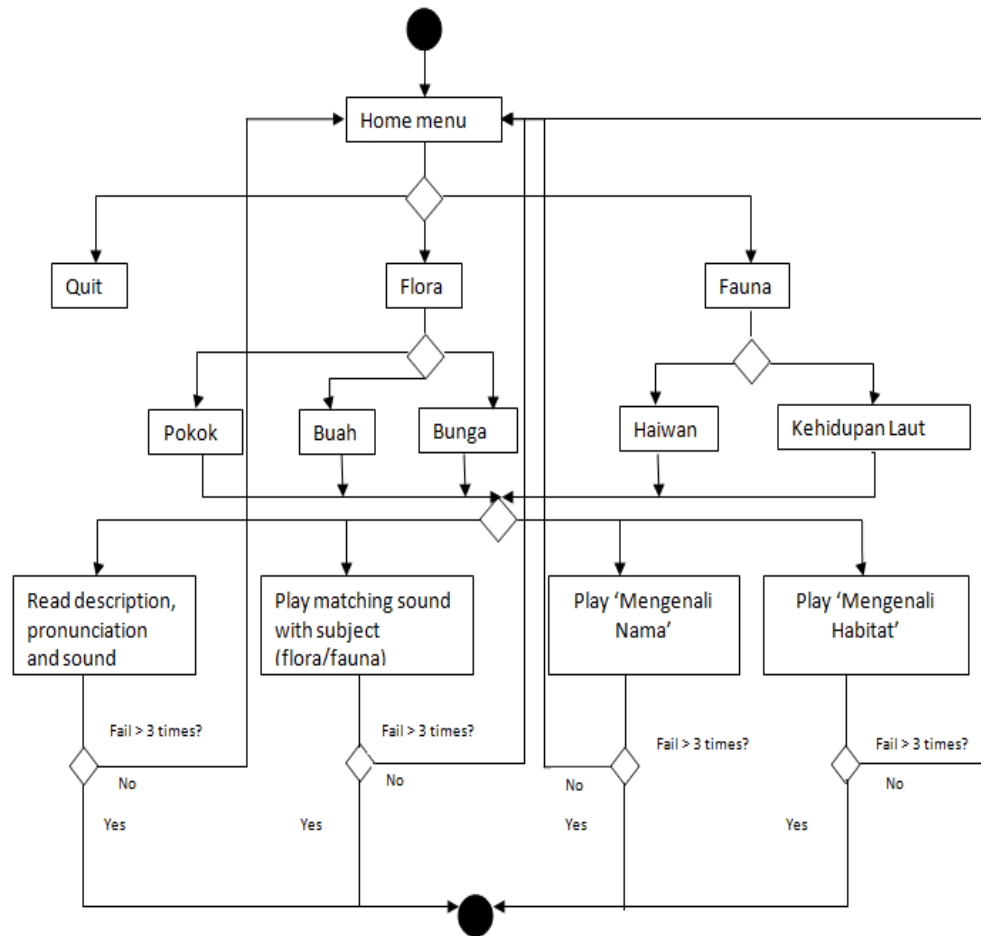 Home menu
Quit
Flora
Fauna
Pokok
Buah
Bunga
Haiwan
Kehidupan Laut
Read description,
pronunciation
and sound
Play matching sound
with subject
(flora/fauna)
Play ‘Mengenali
Nama’
Play ‘Mengenali
Habitat’
Fail > 3 times?
No
Yes
Fail > 3 times?
No
Yes
Fail > 3 times?
No
Yes
Fail > 3 times?
No
Yes